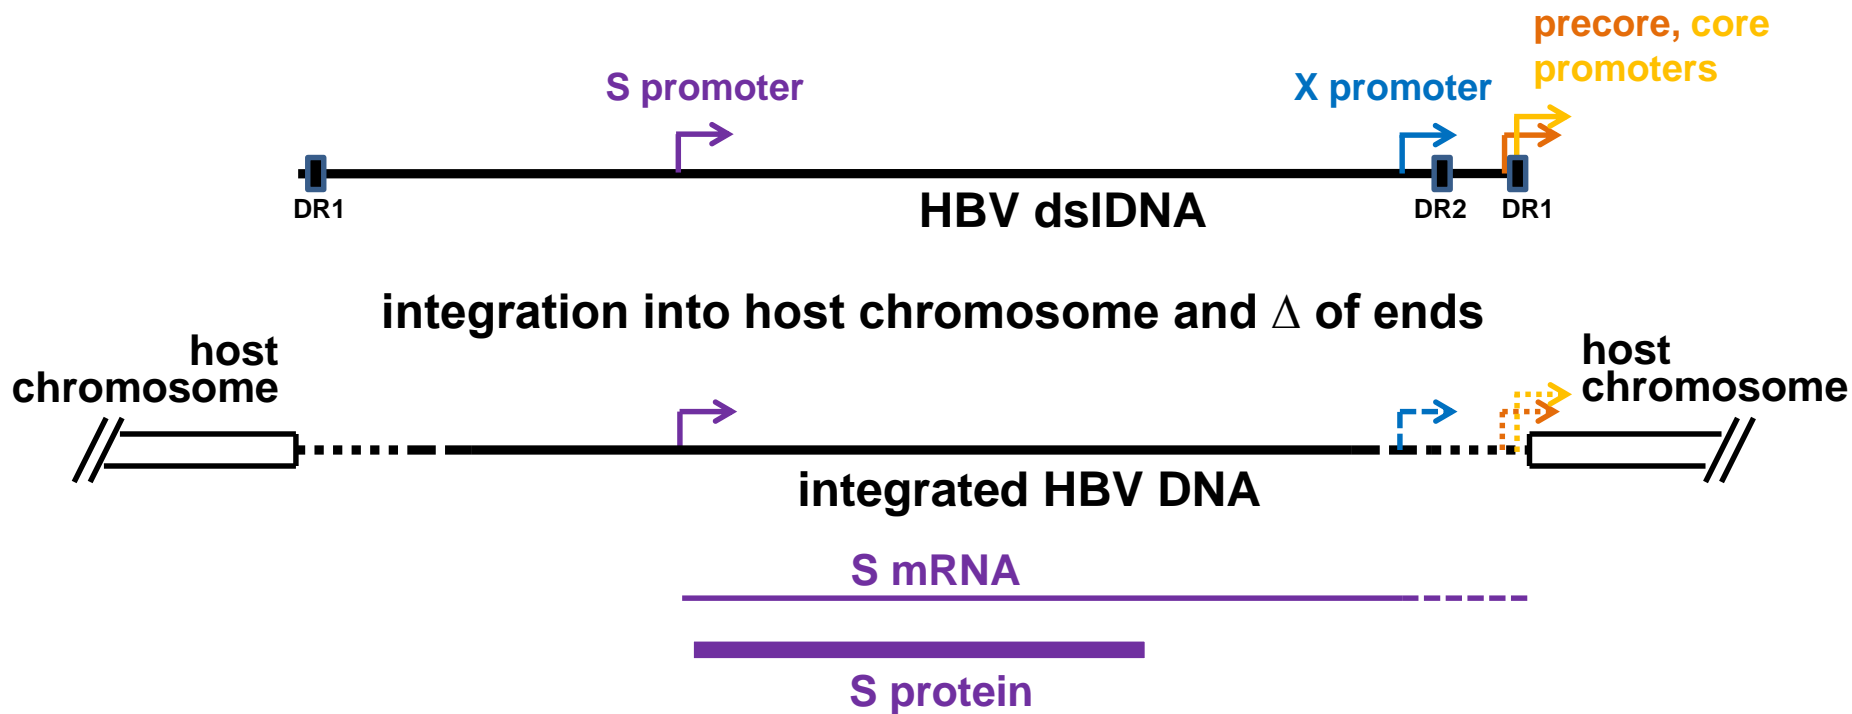 precore, core
promoters
S promoter
X promoter
DR1
HBV dslDNA
DR2
DR1
integration into host chromosome and Δ of ends
host
chromosome
host
chromosome
integrated HBV DNA
S mRNA
S protein